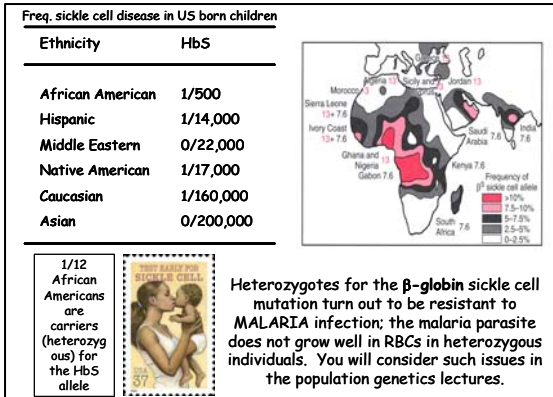 Freq. sickle cell disease in US born children
Ethnicity HbS
African American 1/500
Hispanic 1/14,000
Middle Eastern 0/22,000
Native American 1/17,000
Caucasian 1/160,000
Asian 0/200,000
Algeria 13
Sicily and
13
Jordan 13
Morocco
Sierra Leone
13+ 7.6
Ivory Coast
13+ 7.6
Ghana and
Nigeria 13
Gabon 7.6
Saudi
Arabia 7.6
India
7.6
Kenya 7.6
South
Africa 7.6
Frequency of
βS sickle cell allele
>10%
7.5–10%
5–7.5%
2.5–5%
0–2.5%
1/12
African
Americans
are
carriers
(heterozyg
ous) for
the HbS
allele
TEST EARLY FOR
SICKLE CELL
USA
37
Heterozygotes for the β-globin sickle cell
mutation turn out to be resistant to
MALARIA infection; the malaria parasite
does not grow well in RBCs in heterozygous
individuals. You will consider such issues in
the population genetics lectures.